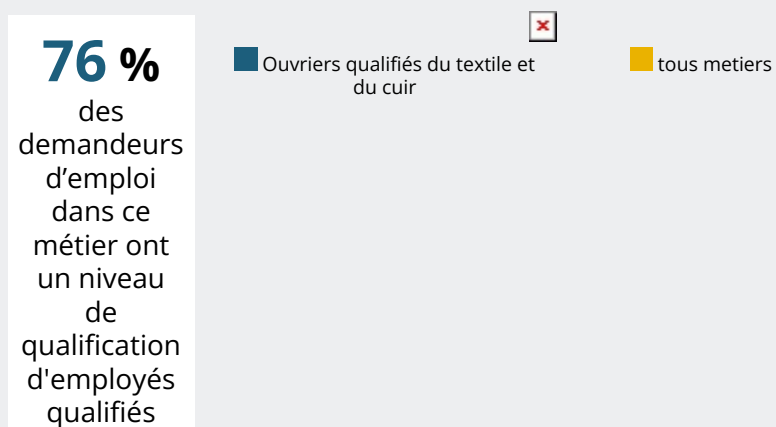 76 %
des
demandeurs
d'emploi
dans ce
métier ont
un niveau
de
qualification
d'employés
qualifiés
Ouvriers qualifiés du textile et
du cuir
tous metiers